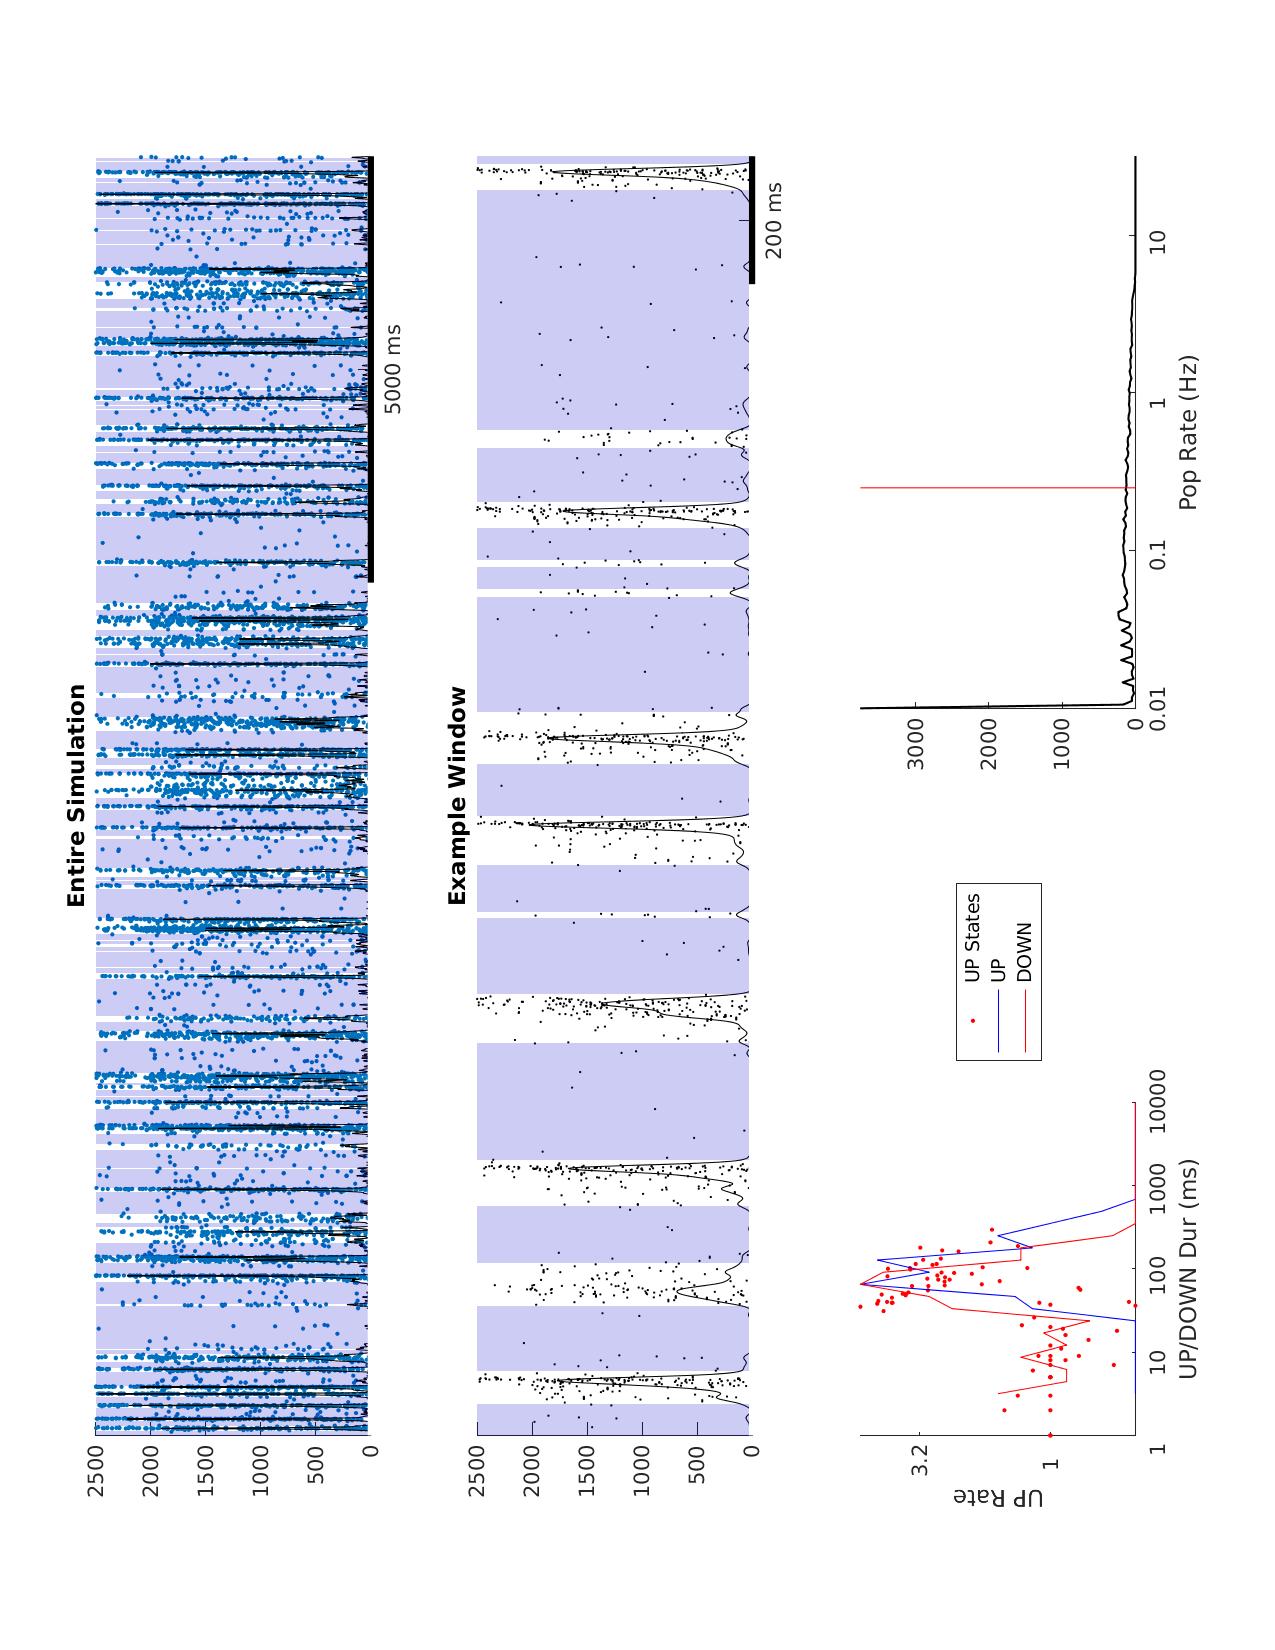 Entire Simulation
2500
2000
1500
1000
500
0
5000 ms
Example Window
2500
2000
1500
1000
500
0
200 ms
UP Rate
3.2
1
1 10 100 1000 10000
UP/DOWN Dur (ms)
UP States
UP
DOWN
3000
2000
1000
0
0.01 0.1 1 10
Pop Rate (Hz)